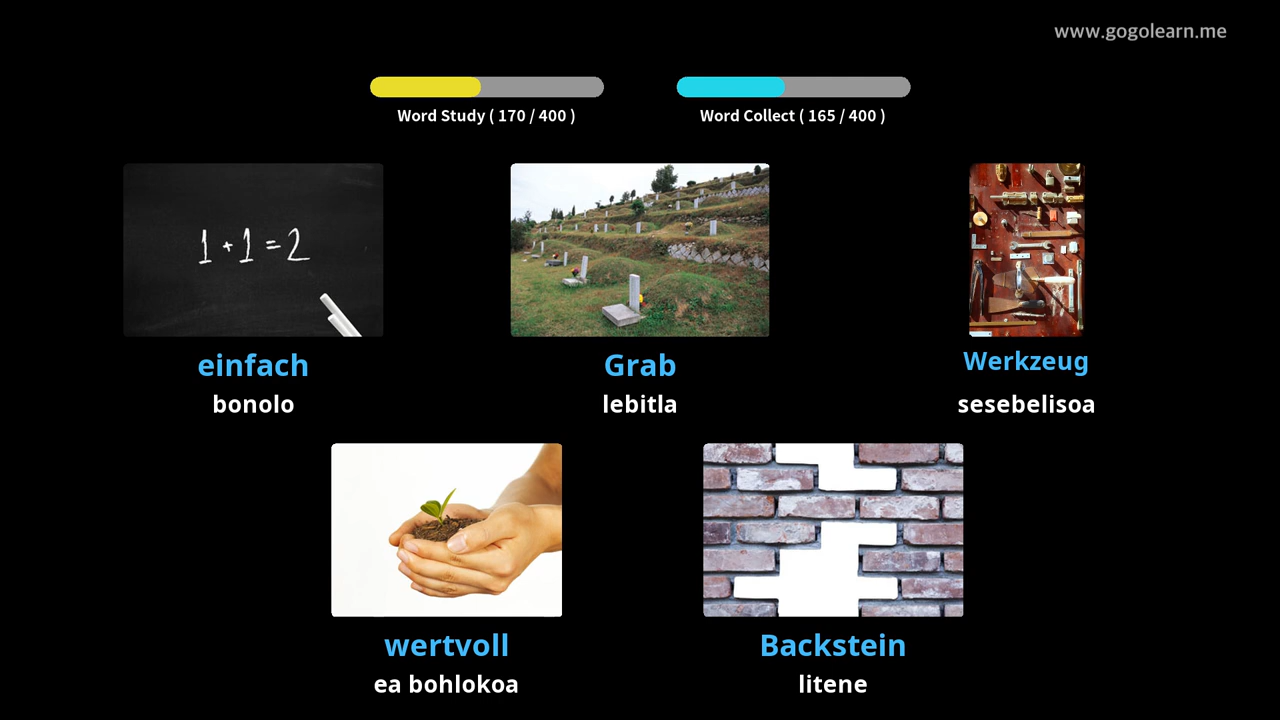 www.gogolearn.me
Word Study ( 170 / 400 )
Word Collect ( 165 / 400 )
1 + 1 = 2
einfach
bonolo
Grab
lebitla
Werkzeug
sesebelisoa
wertvoll
ea bohlokoa
Backstein
litene